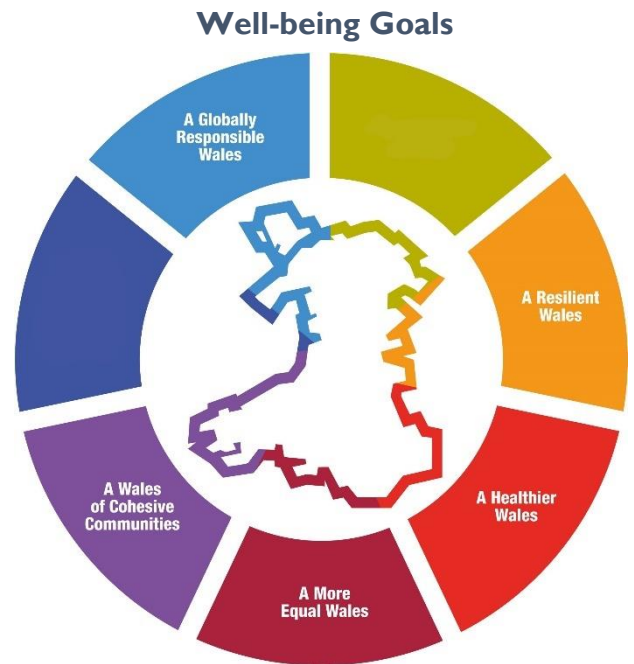 Well-being Goals
A Globally
Responsible
Wales
A Resilient
Wales
A Healthier
Wales
A More
Equal Wales
A Wales
of Cohesive
Communities